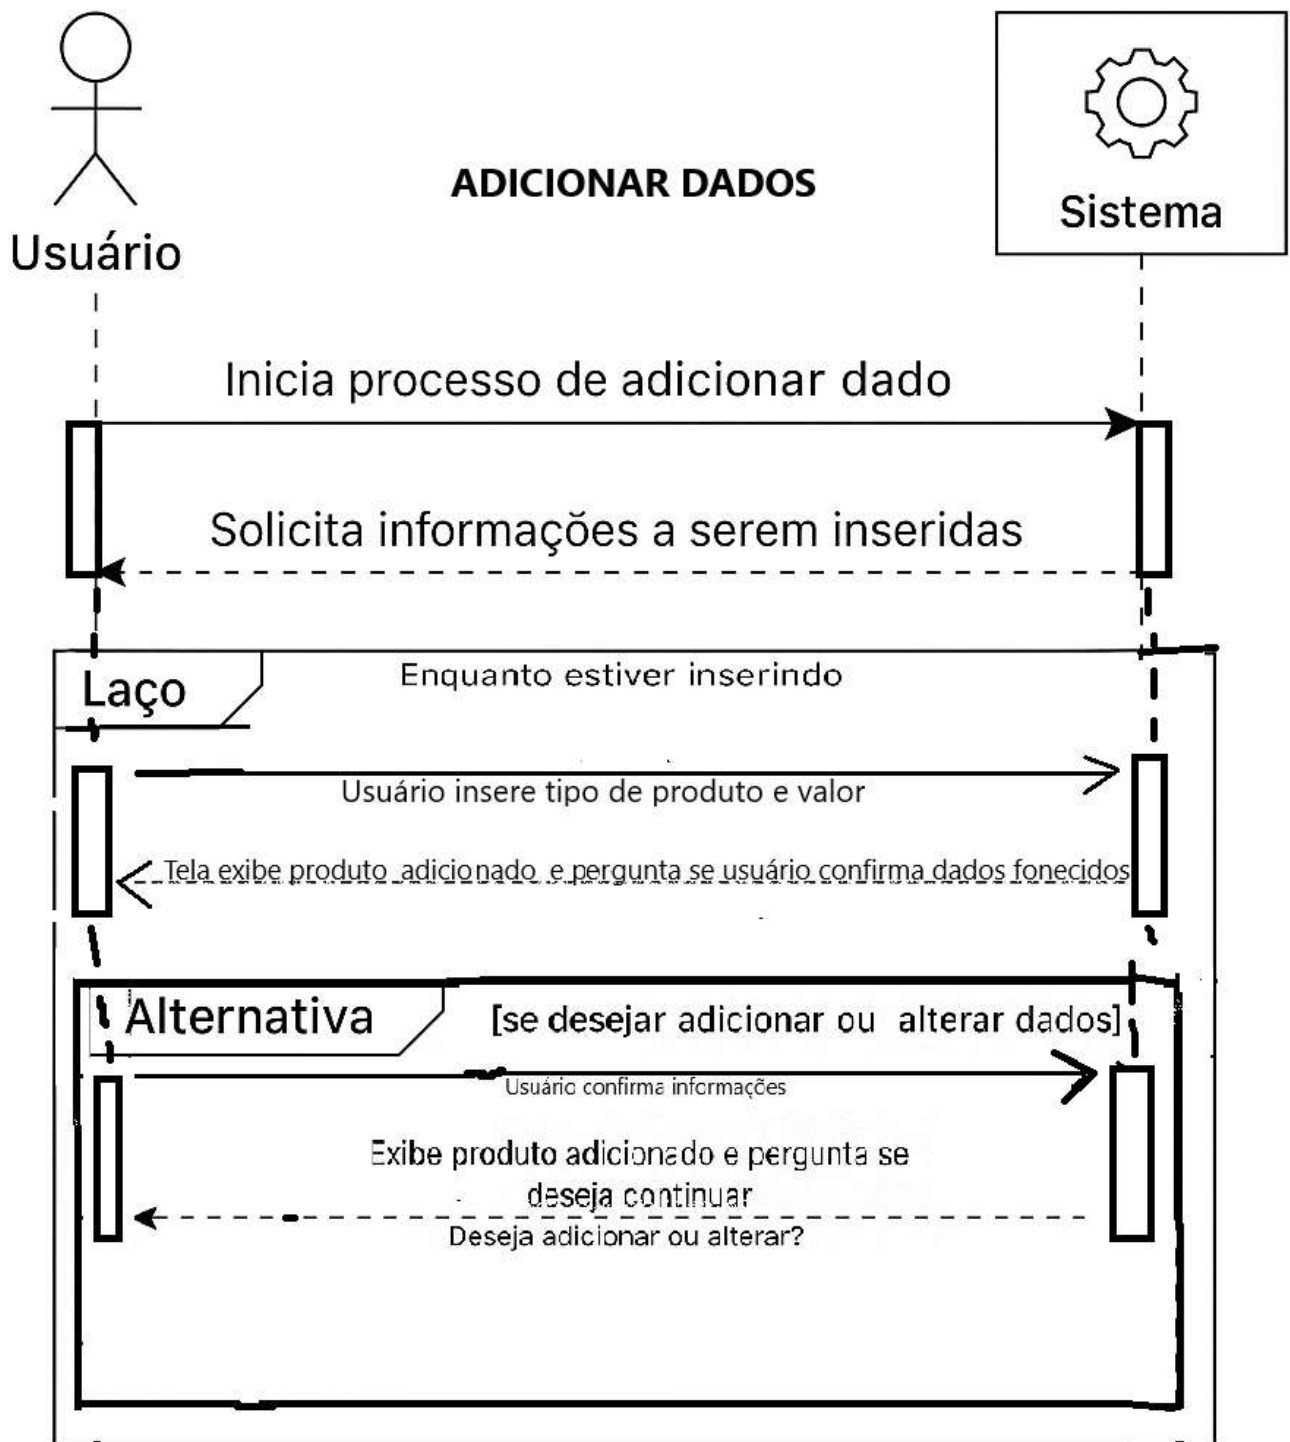 ADICIONAR DADOS
Sistema
Usuário
Inicia processo de adicionar dado
Solicita informações a serem inseridas
Enquanto estiver inserindo
Laço
Usuário insere tipo de produto e valor
Tela exibe produto adicionado e pergunta se usuário confirma dados fonecidos
Alternativa [se desejar adicionar ou alterar dados]
Usuário confirma informações
Exibe produto adicionado e pergunta se
deseja continuar
Deseja adicionar ou alterar?